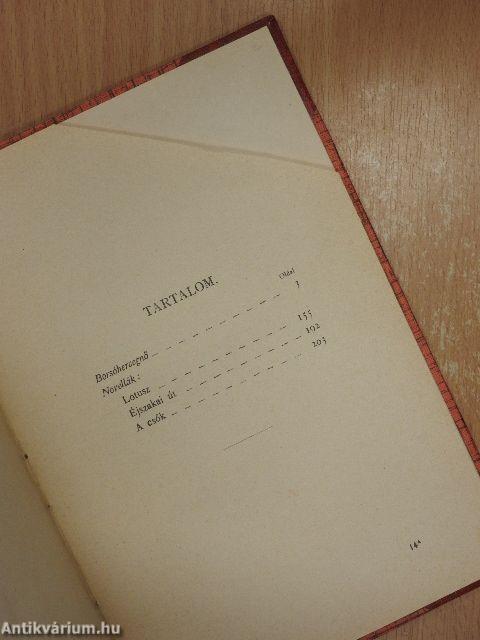 TARTALOM.
Oldal
Borsóhercegnő — — — — — — — 3
Novellák:
Lotusz — — — — — — — 155
Éjszakai út — — — — — — 192
A csók — — — — — — — 203
14*
Antikvárium.hu